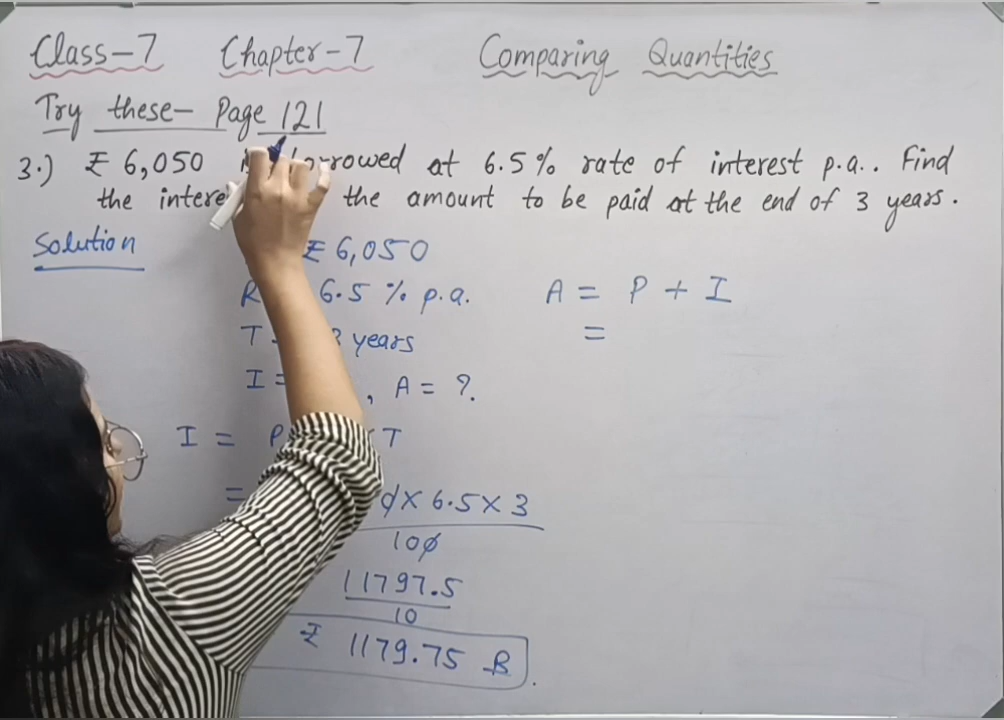 Class-7 Chapter-7 Comparing Quantities
Try these- Page 121
3.) ₹ 6,050 borrowed at 6.5% rate of interest p.a.. Find
the the amount to be paid at the end of 3 years.
Solution ₹ 6,050
R 6.5 % p.a. A = P + I
T 3 years =
I = , A = ?
I = P T
= 0 × 6.5 × 3
100
11797.5
10
₹ 1179.75